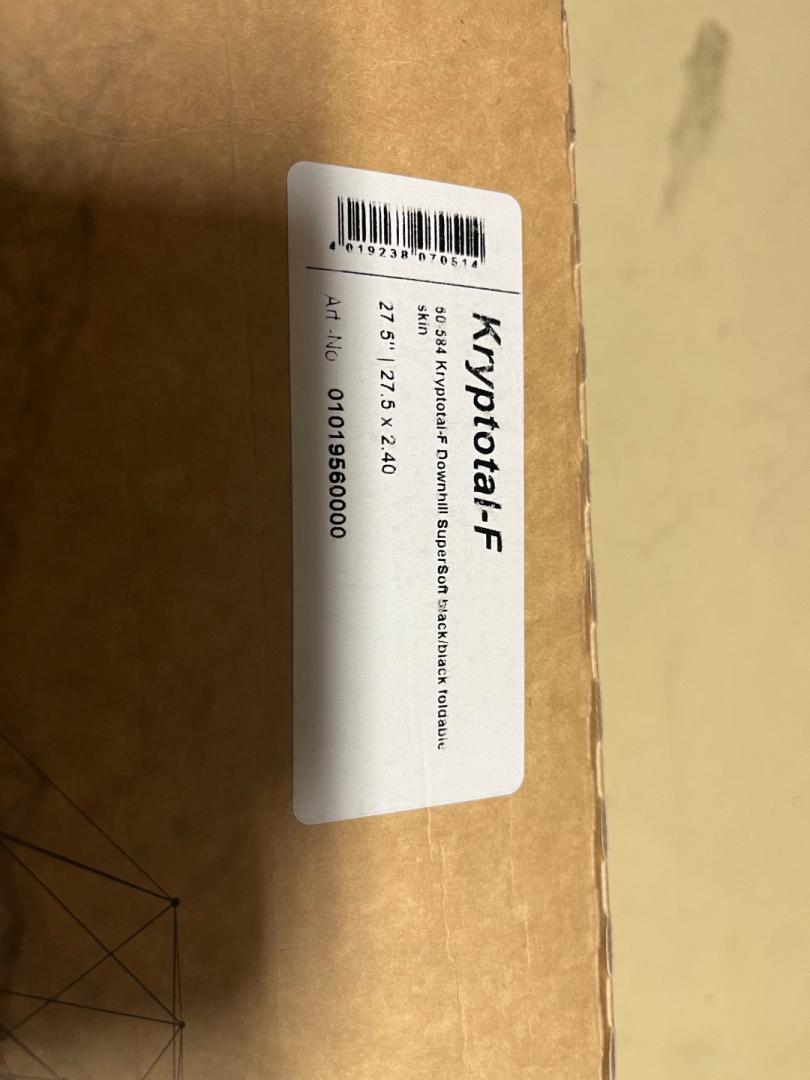 4 019238 070514
Kryptotal-F
60-584 Kryptotal-F Downhill SuperSoft black/black foldable
skin
27.5" | 27.5 x 2.40
Art.-No. 01019560000